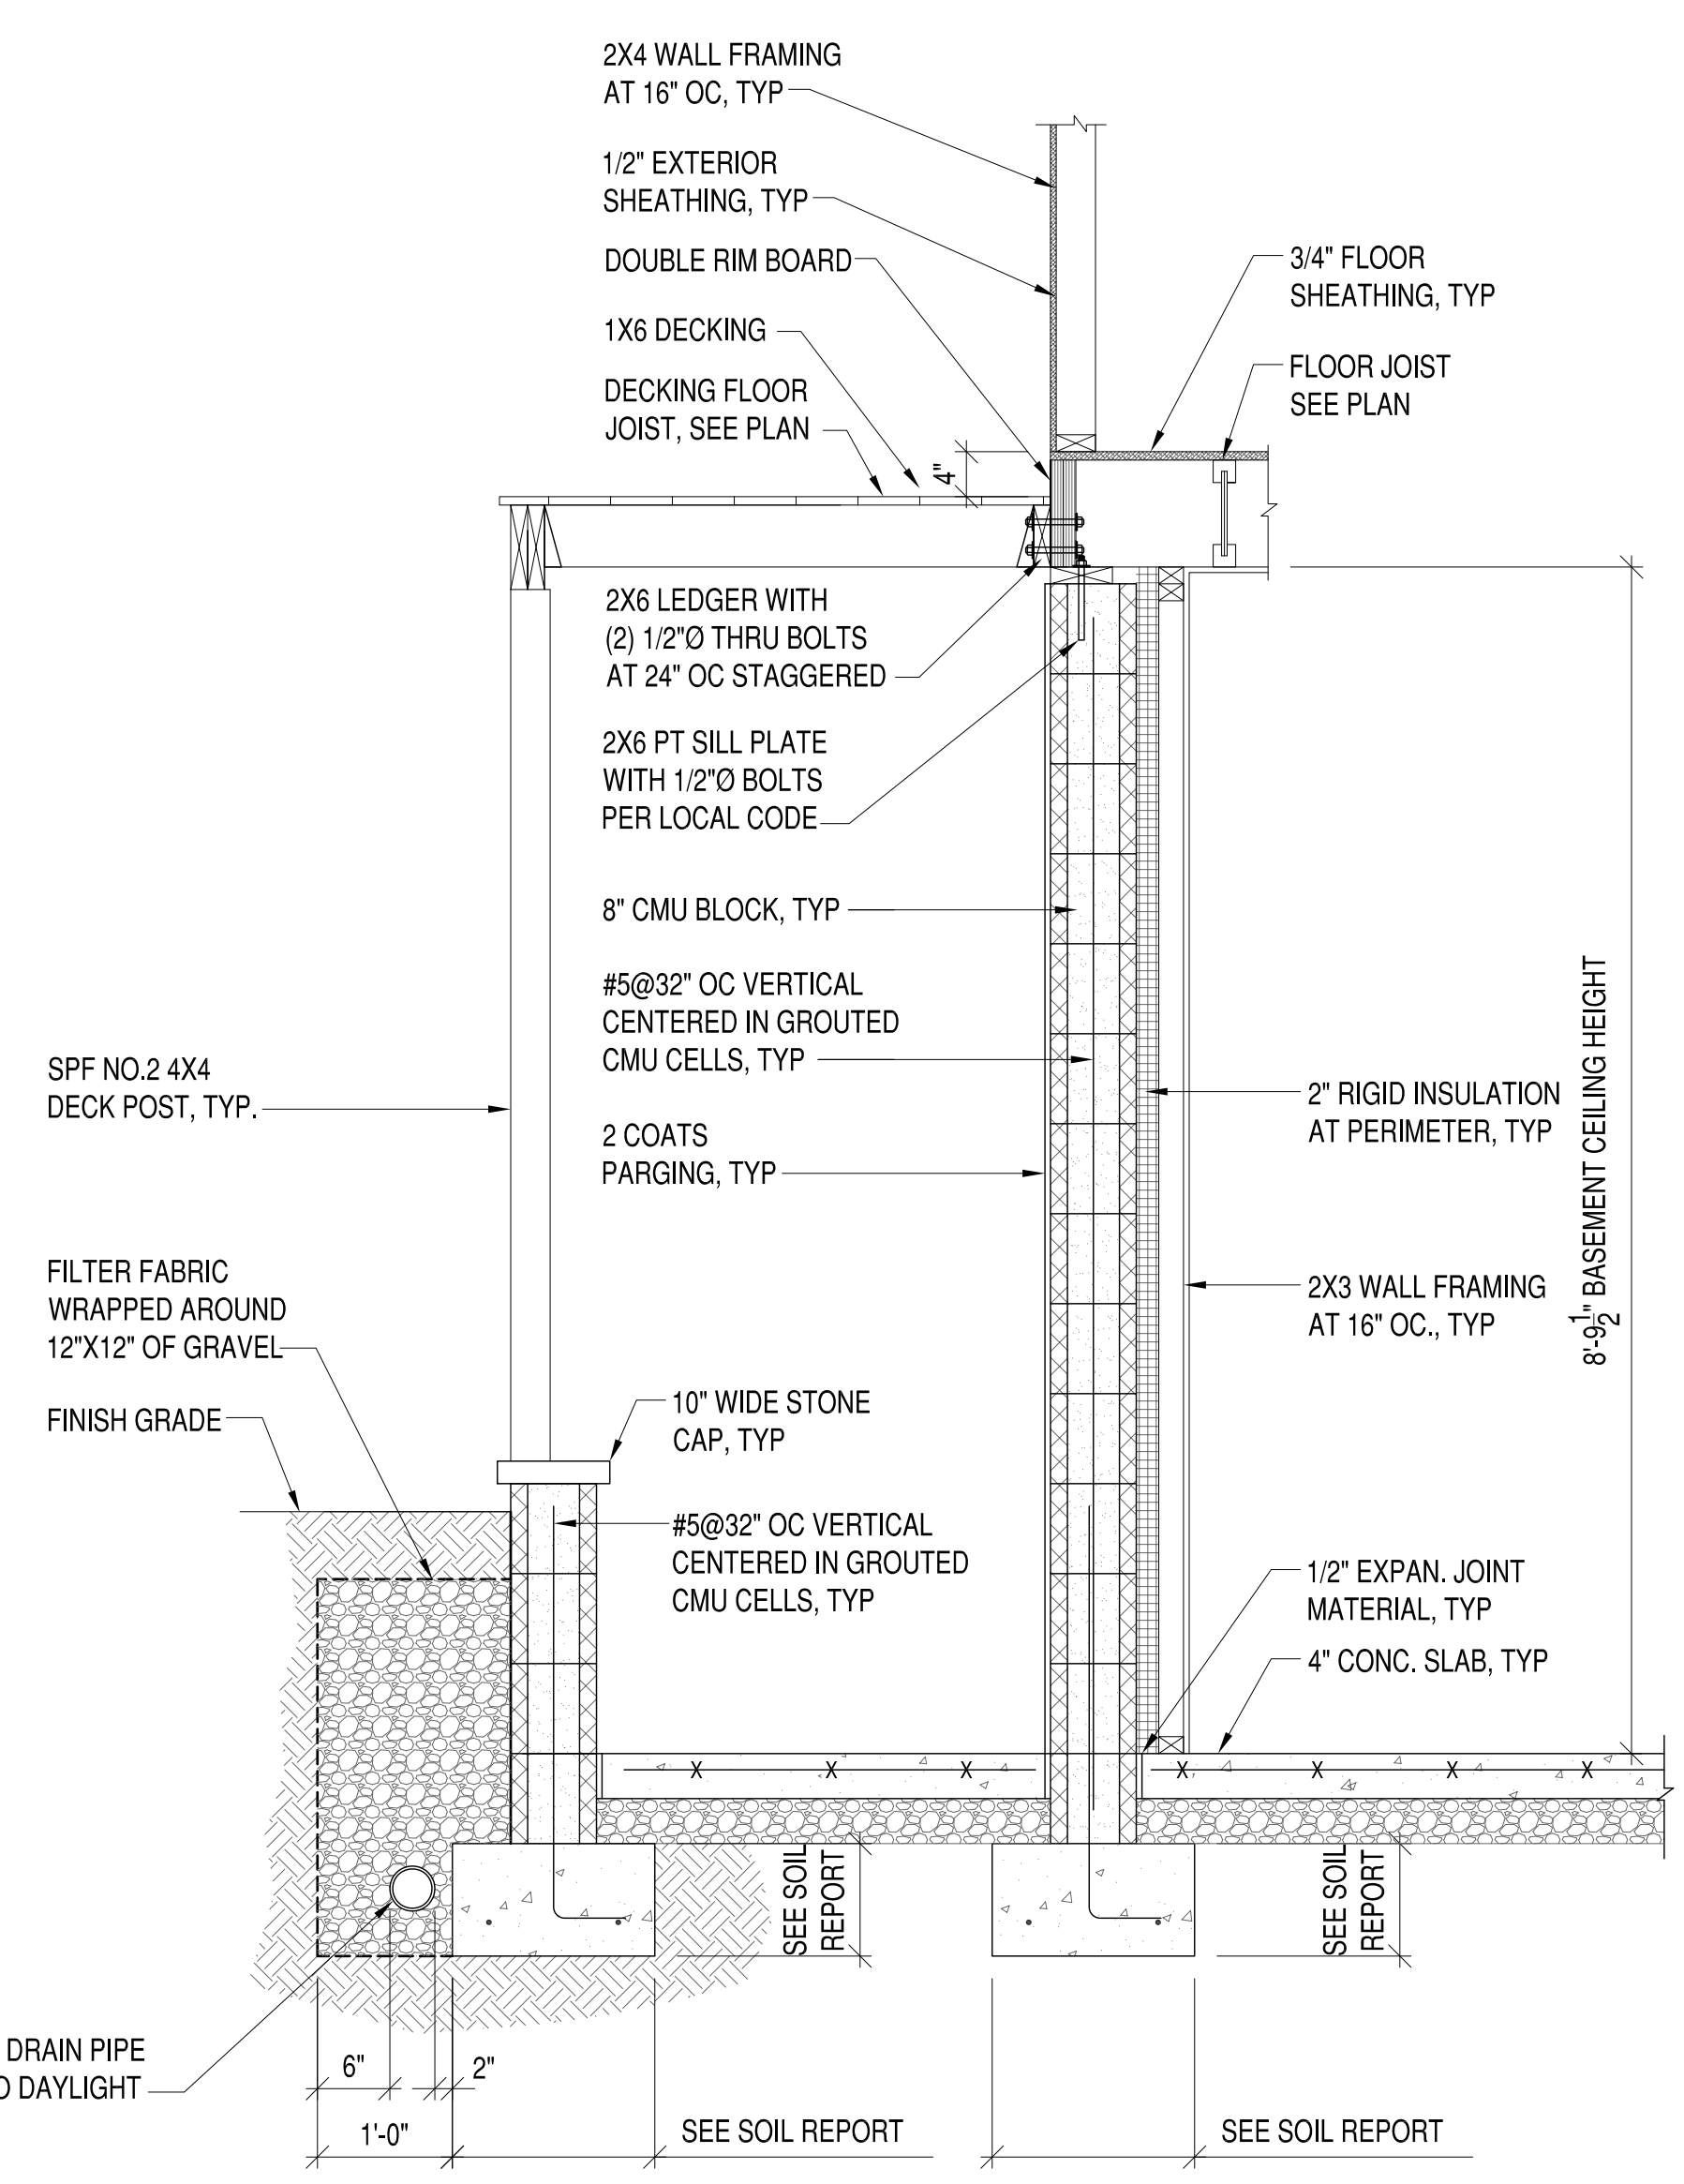 2X4 WALL FRAMING
AT 16" OC, TYP
1/2" EXTERIOR
SHEATHING, TYP
DOUBLE RIM BOARD
1X6 DECKING
DECKING FLOOR
JOIST, SEE PLAN
3/4" FLOOR
SHEATHING, TYP
FLOOR JOIST
SEE PLAN
4"
2X6 LEDGER WITH
(2) 1/2"Ø THRU BOLTS
AT 24" OC STAGGERED
2X6 PT SILL PLATE
WITH 1/2"Ø BOLTS
PER LOCAL CODE
8" CMU BLOCK, TYP
#5@32" OC VERTICAL
CENTERED IN GROUTED
CMU CELLS, TYP
2 COATS
PARGING, TYP
SPF NO.2 4X4
DECK POST, TYP.
FILTER FABRIC
WRAPPED AROUND
12"X12" OF GRAVEL
FINISH GRADE
10" WIDE STONE
CAP, TYP
#5@32" OC VERTICAL
CENTERED IN GROUTED
CMU CELLS, TYP
2" RIGID INSULATION
AT PERIMETER, TYP
2X3 WALL FRAMING
AT 16" OC., TYP
8'-9 1/2" BASEMENT CEILING HEIGHT
1/2" EXPAN. JOINT
MATERIAL, TYP
4" CONC. SLAB, TYP
X X X X X X X
SEE SOIL
REPORT
SEE SOIL
REPORT
DRAIN PIPE
O DAYLIGHT
6"
2"
1'-0"
SEE SOIL REPORT
SEE SOIL REPORT